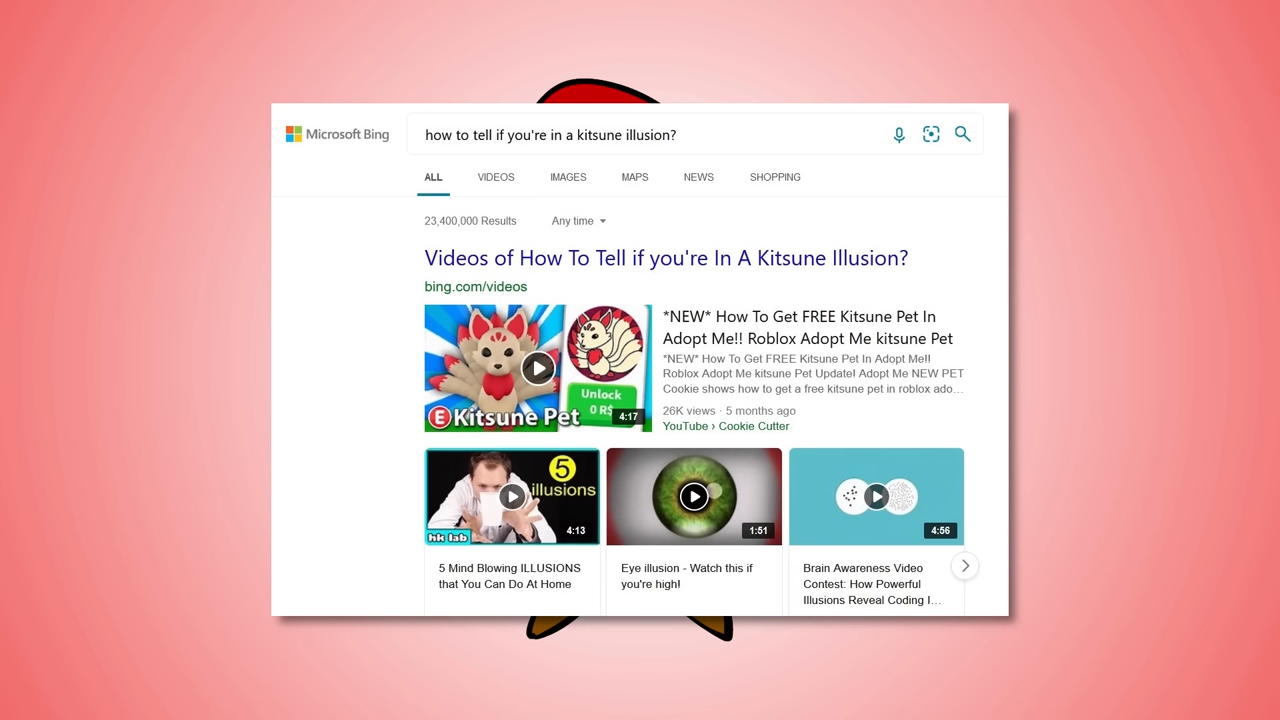 Microsoft Bing
how to tell if you're in a kitsune illusion?
ALL VIDEOS IMAGES MAPS NEWS SHOPPING
23,400,000 Results Any time
Videos of How To Tell if you're In A Kitsune Illusion?
bing.com/videos
Unlock
0 R$
E Kitsune Pet
4:17
*NEW* How To Get FREE Kitsune Pet In
Adopt Me!! Roblox Adopt Me kitsune Pet
*NEW* How To Get FREE Kitsune Pet In Adopt Me!!
Roblox Adopt Me kitsune Pet Update! Adopt Me NEW PET
Cookie shows how to get a free kitsune pet in roblox ado...
26K views · 5 months ago
YouTube › Cookie Cutter
5
illusions
4:13
hk lab
1:51
4:56
5 Mind Blowing ILLUSIONS
that You Can Do At Home
Eye illusion - Watch this if
you're high!
Brain Awareness Video
Contest: How Powerful
Illusions Reveal Coding I...